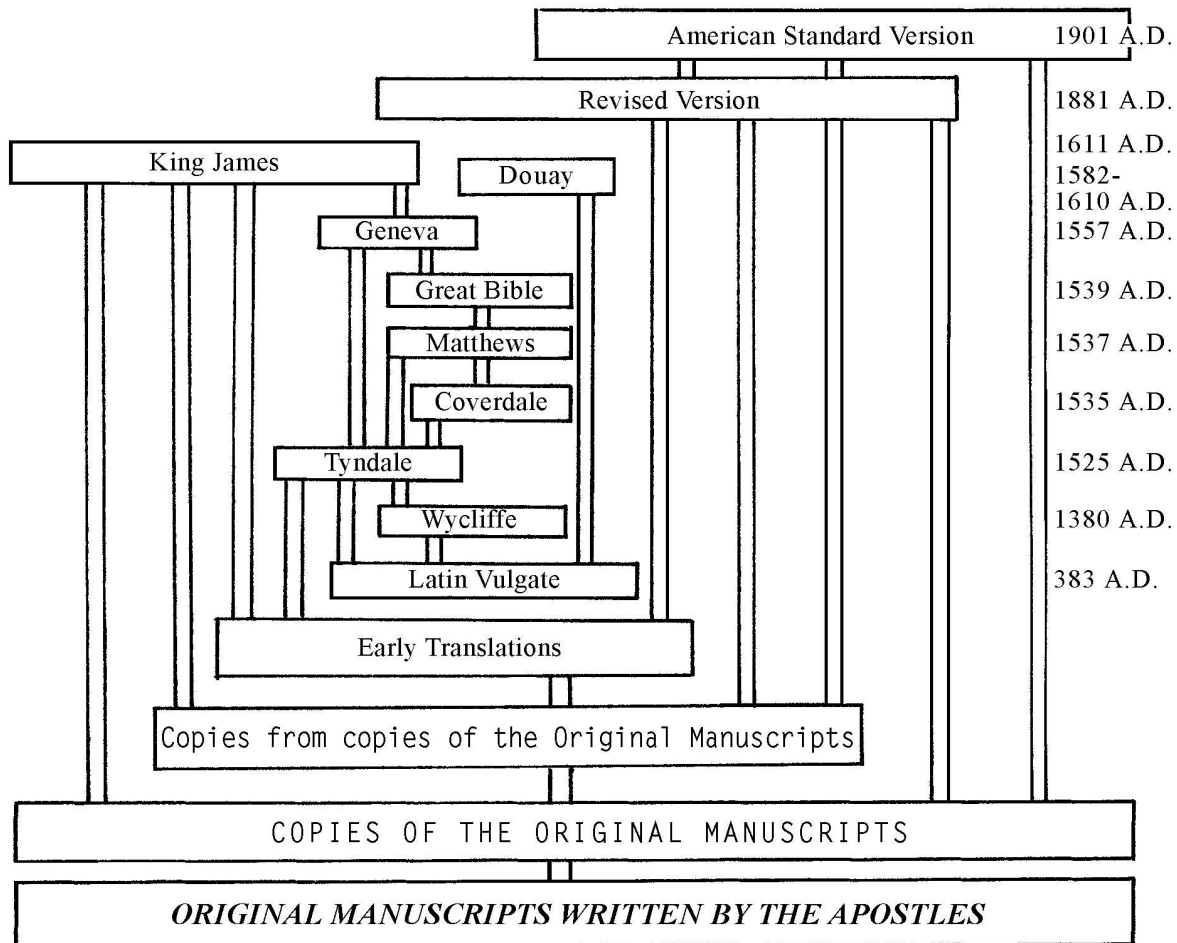 American Standard Version 1901 A.D.
Revised Version 1881 A.D.
1611 A.D.
King James
Douay 1582-
1610 A.D.
Geneva 1557 A.D.
Great Bible 1539 A.D.
Matthews 1537 A.D.
Coverdale 1535 A.D.
Tyndale 1525 A.D.
Wycliffe 1380 A.D.
Latin Vulgate 383 A.D.
Early Translations
Copies from copies of the Original Manuscripts
COPIES OF THE ORIGINAL MANUSCRIPTS
ORIGINAL MANUSCRIPTS WRITTEN BY THE APOSTLES